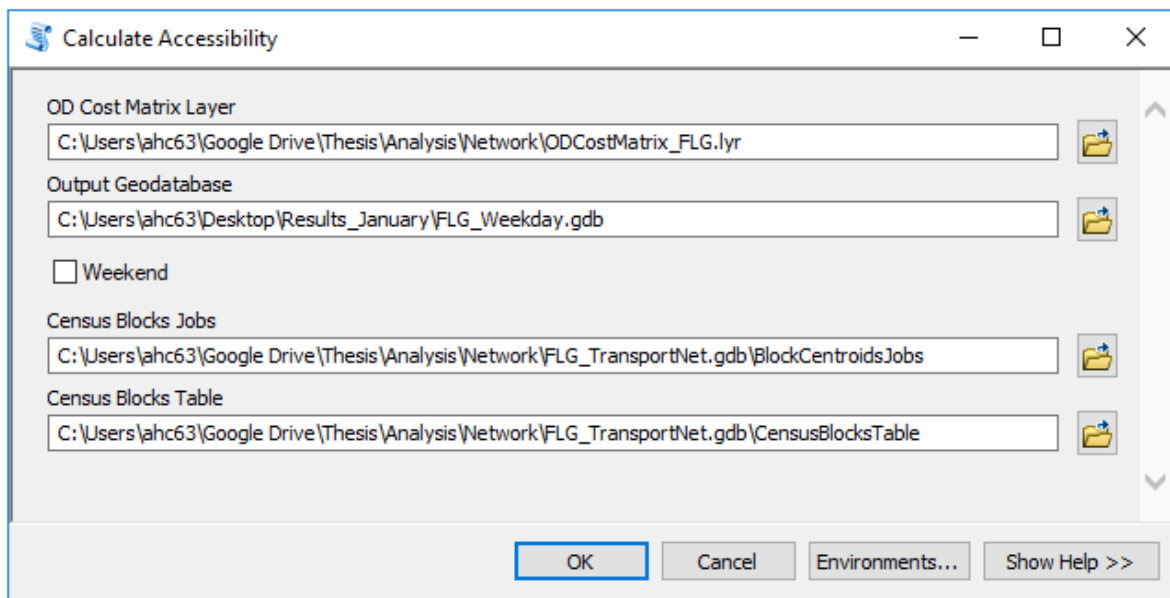 Calculate Accessibility
OD Cost Matrix Layer
C:\Users\ahc63\Google Drive\Thesis\Analysis\Network\ODCostMatrix_FLG.lyr
Output Geodatabase
C:\Users\ahc63\Desktop\Results_January\FLG_Weekday.gdb
Weekend
Census Blocks Jobs
C:\Users\ahc63\Google Drive\Thesis\Analysis\Network\FLG_TransportNet.gdb\BlockCentroidsJobs
Census Blocks Table
C:\Users\ahc63\Google Drive\Thesis\Analysis\Network\FLG_TransportNet.gdb\CensusBlocksTable
OK Cancel Environments... Show Help >>